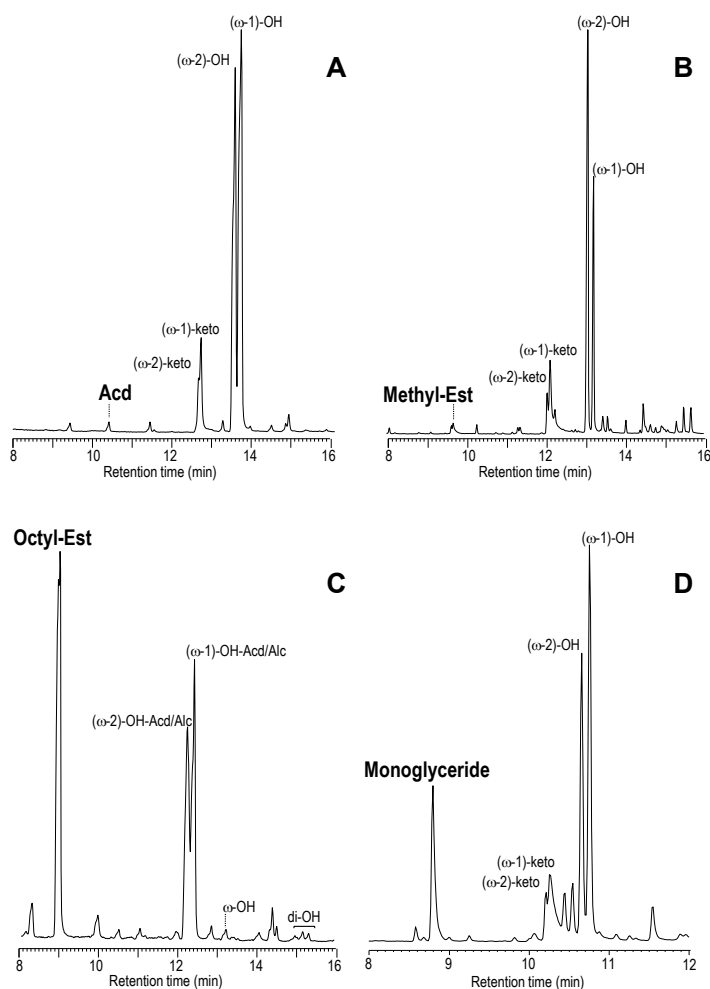 (ω-1)-OH
(ω-2)-OH
A
(ω-1)-keto
(ω-2)-keto
Acd
8 10 12 14 16
Retention time (min)
(ω-2)-OH
B
(ω-1)-OH
(ω-1)-keto
(ω-2)-keto
Methyl-Est
8 10 12 14 16
Retention time (min)
Octyl-Est
C
(ω-1)-OH-Acd/Alc
(ω-2)-OH-Acd/Alc
ω-OH
di-OH
8 10 12 14 16
Retention time (min)
(ω-1)-OH
D
(ω-2)-OH
Monoglyceride
(ω-1)-keto
(ω-2)-keto
8 9 10 11 12
Retention time (min)